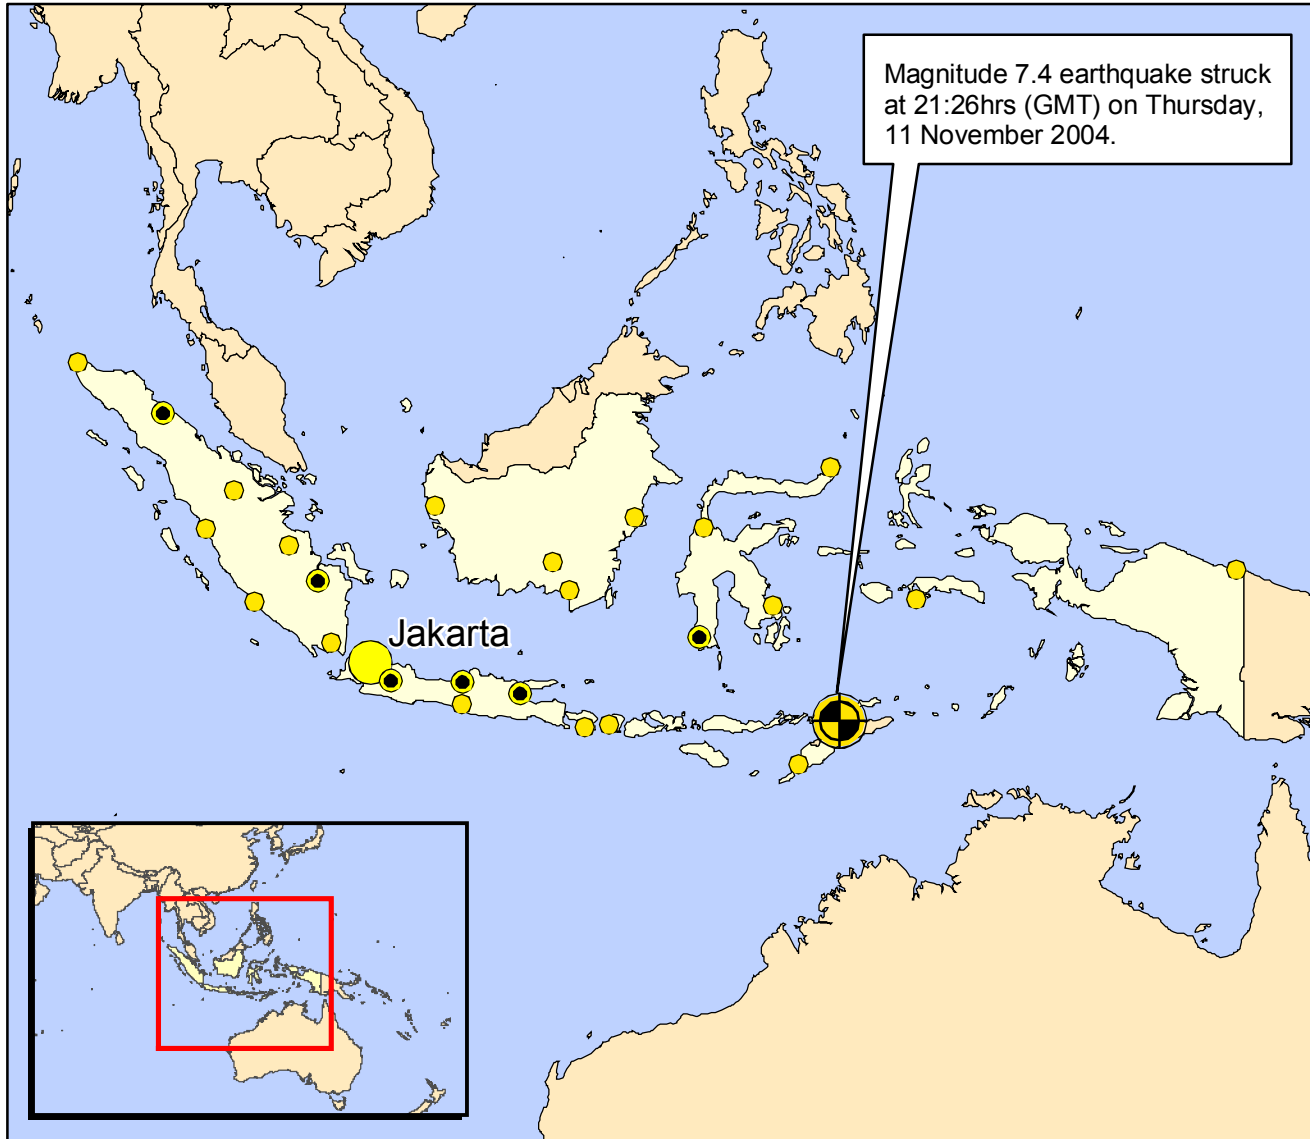 Magnitude 7.4 earthquake struck
at 21:26hrs (GMT) on Thursday,
11 November 2004.
Jakarta